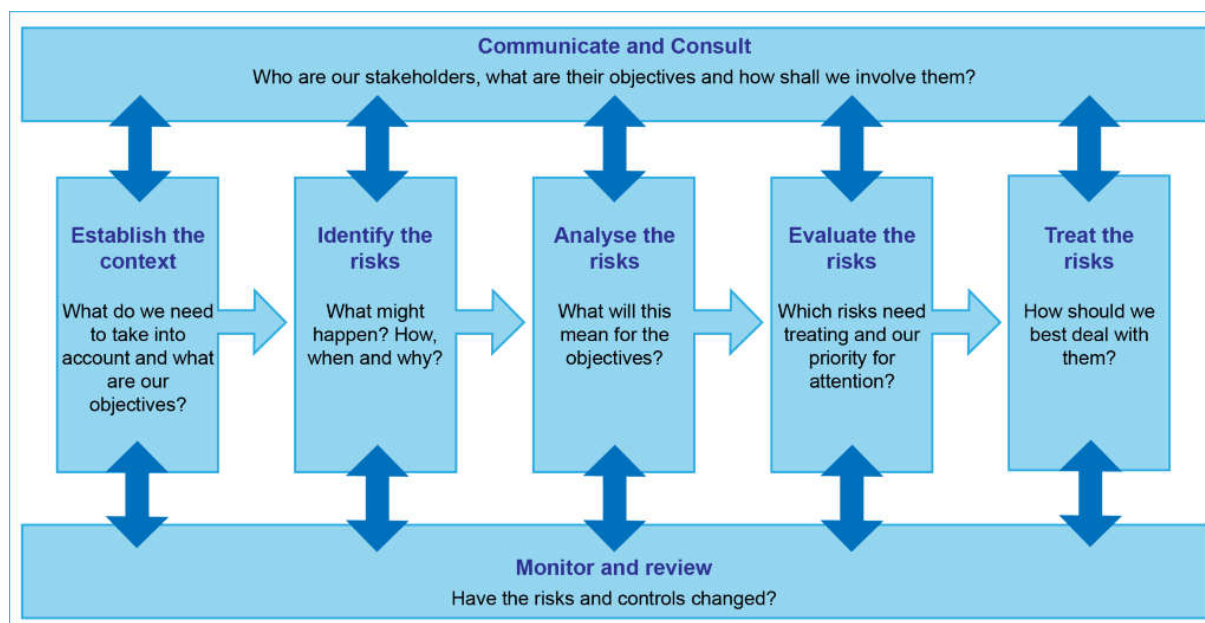 Communicate and Consult
Who are our stakeholders, what are their objectives and how shall we involve them?
Establish the
context
What do we need
to take into
account and what
are our
objectives?
Identify the
risks
What might
happen? How,
when and why?
Analyse the
risks
What will this
mean for the
objectives?
Evaluate the
risks
Which risks need
treating and our
priority for
attention?
Treat the
risks
How should we
best deal with
them?
Monitor and review
Have the risks and controls changed?